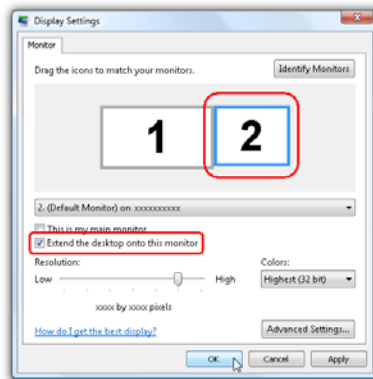 Display Settings
Monitor
Drag the icons to match your monitors.
Identify Monitors
1 2
2. (Default Monitor) on xxxxxxxxxx
This is my main monitor
Extend the desktop onto this monitor
Resolution:
Colors:
Low High
Highest (32 bit)
xxxx by xxxx pixels
How do I get the best display?
Advanced Settings...
OK Cancel Apply